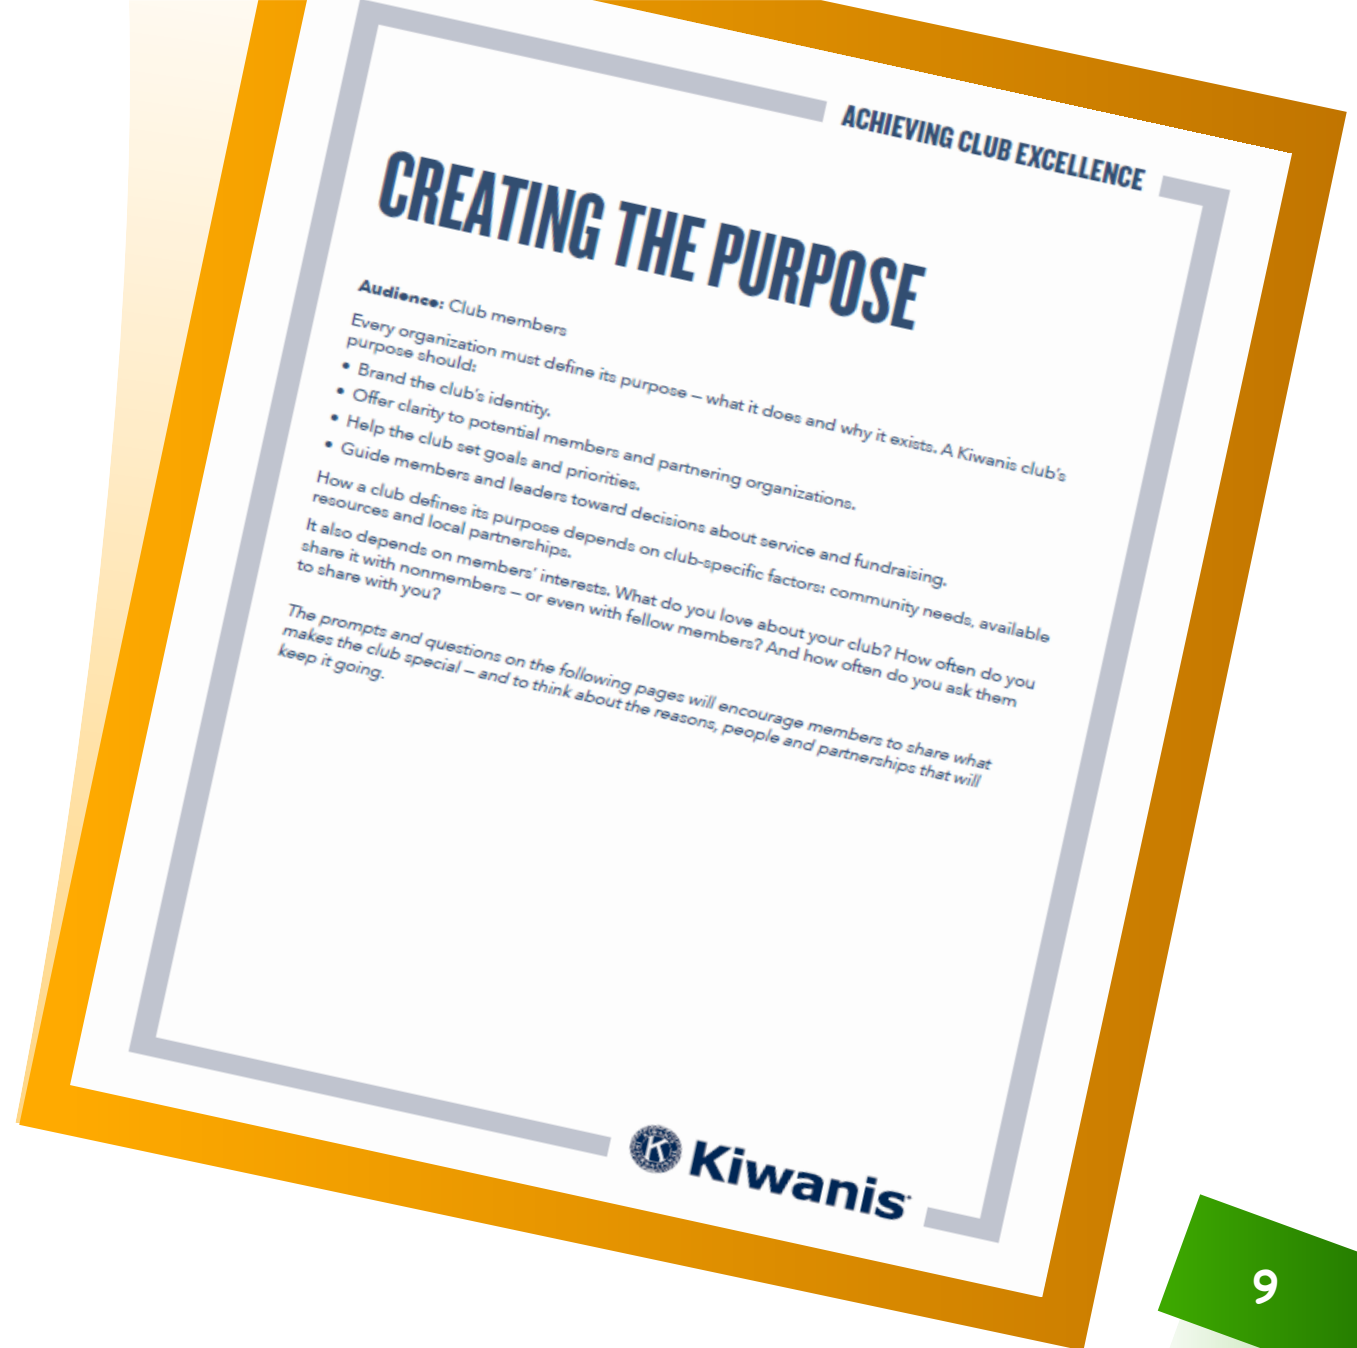 ACHIEVING CLUB EXCELLENCE
CREATING THE PURPOSE
Audience: Club members
Every organization must define its purpose – what it does and why it exists. A Kiwanis club's
purpose should:
• Brand the club's identity.
• Offer clarity to potential members and partnering organizations.
• Help the club set goals and priorities.
• Guide members and leaders toward decisions about service and fundraising.
How a club defines its purpose depends on club-specific factors: community needs, available
resources and local partnerships.
It also depends on members' interests. What do you love about your club? How often do you
share it with nonmembers – or even with fellow members? And how often do you ask them
to share with you?
The prompts and questions on the following pages will encourage members to share what
makes the club special – and to think about the reasons, people and partnerships that will
keep it going.
K Kiwanis
9